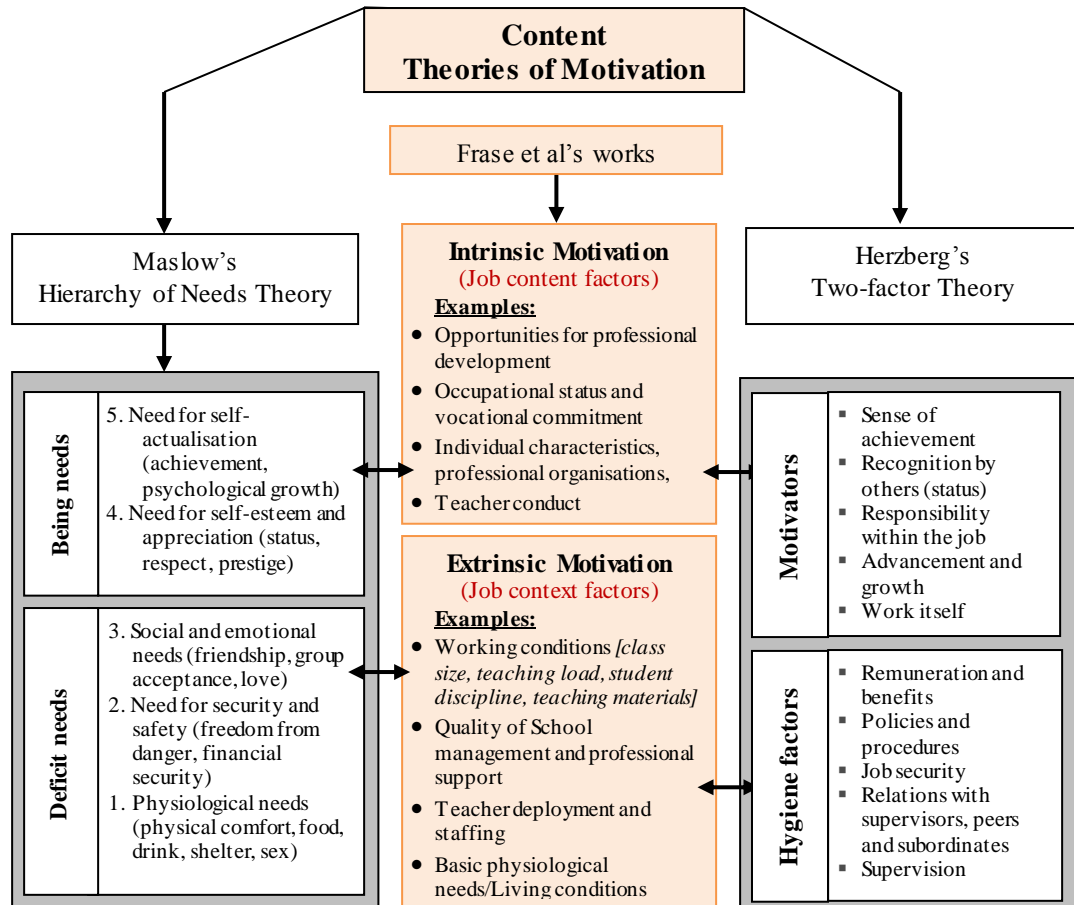 Content
Theories of Motivation
Frase et al's works
Maslow's
Hierarchy of Needs Theory
Intrinsic Motivation
(Job content factors)
Examples:
● Opportunities for professional
development
● Occupational status and
vocational commitment
● Individual characteristics,
professional organisations,
● Teacher conduct
Herzberg's
Two-factor Theory
Being needs
5. Need for self-
actualisation
(achievement,
psychological growth)
4. Need for self-esteem and
appreciation (status,
respect, prestige)
Deficit needs
3. Social and emotional
needs (friendship, group
acceptance, love)
2. Need for security and
safety (freedom from
danger, financial
security)
1. Physiological needs
(physical comfort, food,
drink, shelter, sex)
Extrinsic Motivation
(Job context factors)
Examples:
● Working conditions [class
size, teaching load, student
discipline, teaching materials]
● Quality of School
management and professional
support
● Teacher deployment and
staffing
● Basic physiological
needs/Living conditions
Motivators
▪ Sense of
achievement
▪ Recognition by
others (status)
▪ Responsibility
within the job
▪ Advancement and
growth
▪ Work itself
Hygiene factors
▪ Remuneration and
benefits
▪ Policies and
procedures
▪ Job security
▪ Relations with
supervisors, peers
and subordinates
▪ Supervision